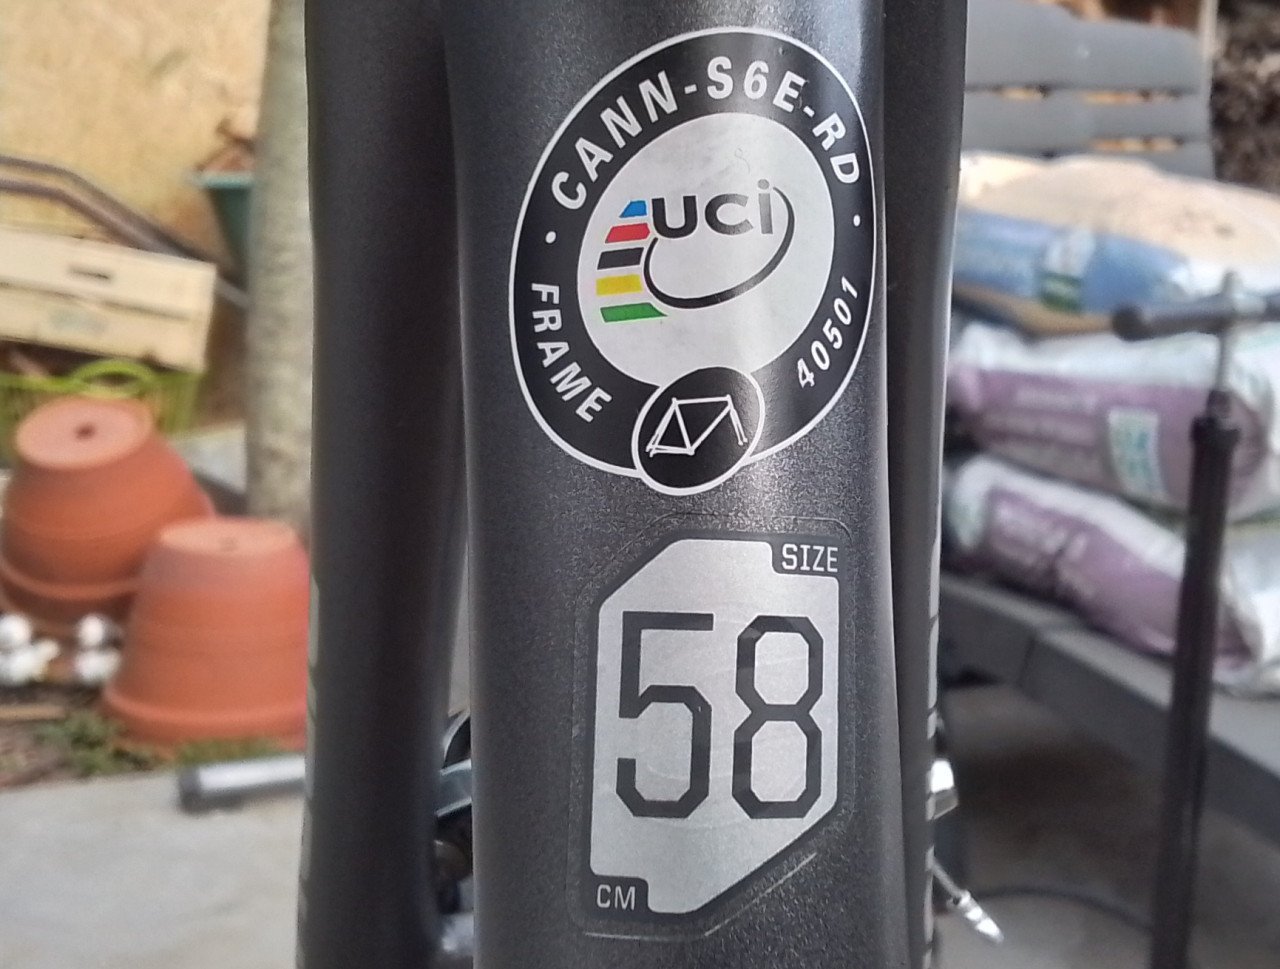 CANN-S6E-RD
uci
FRAME
40501
SIZE
58
CM